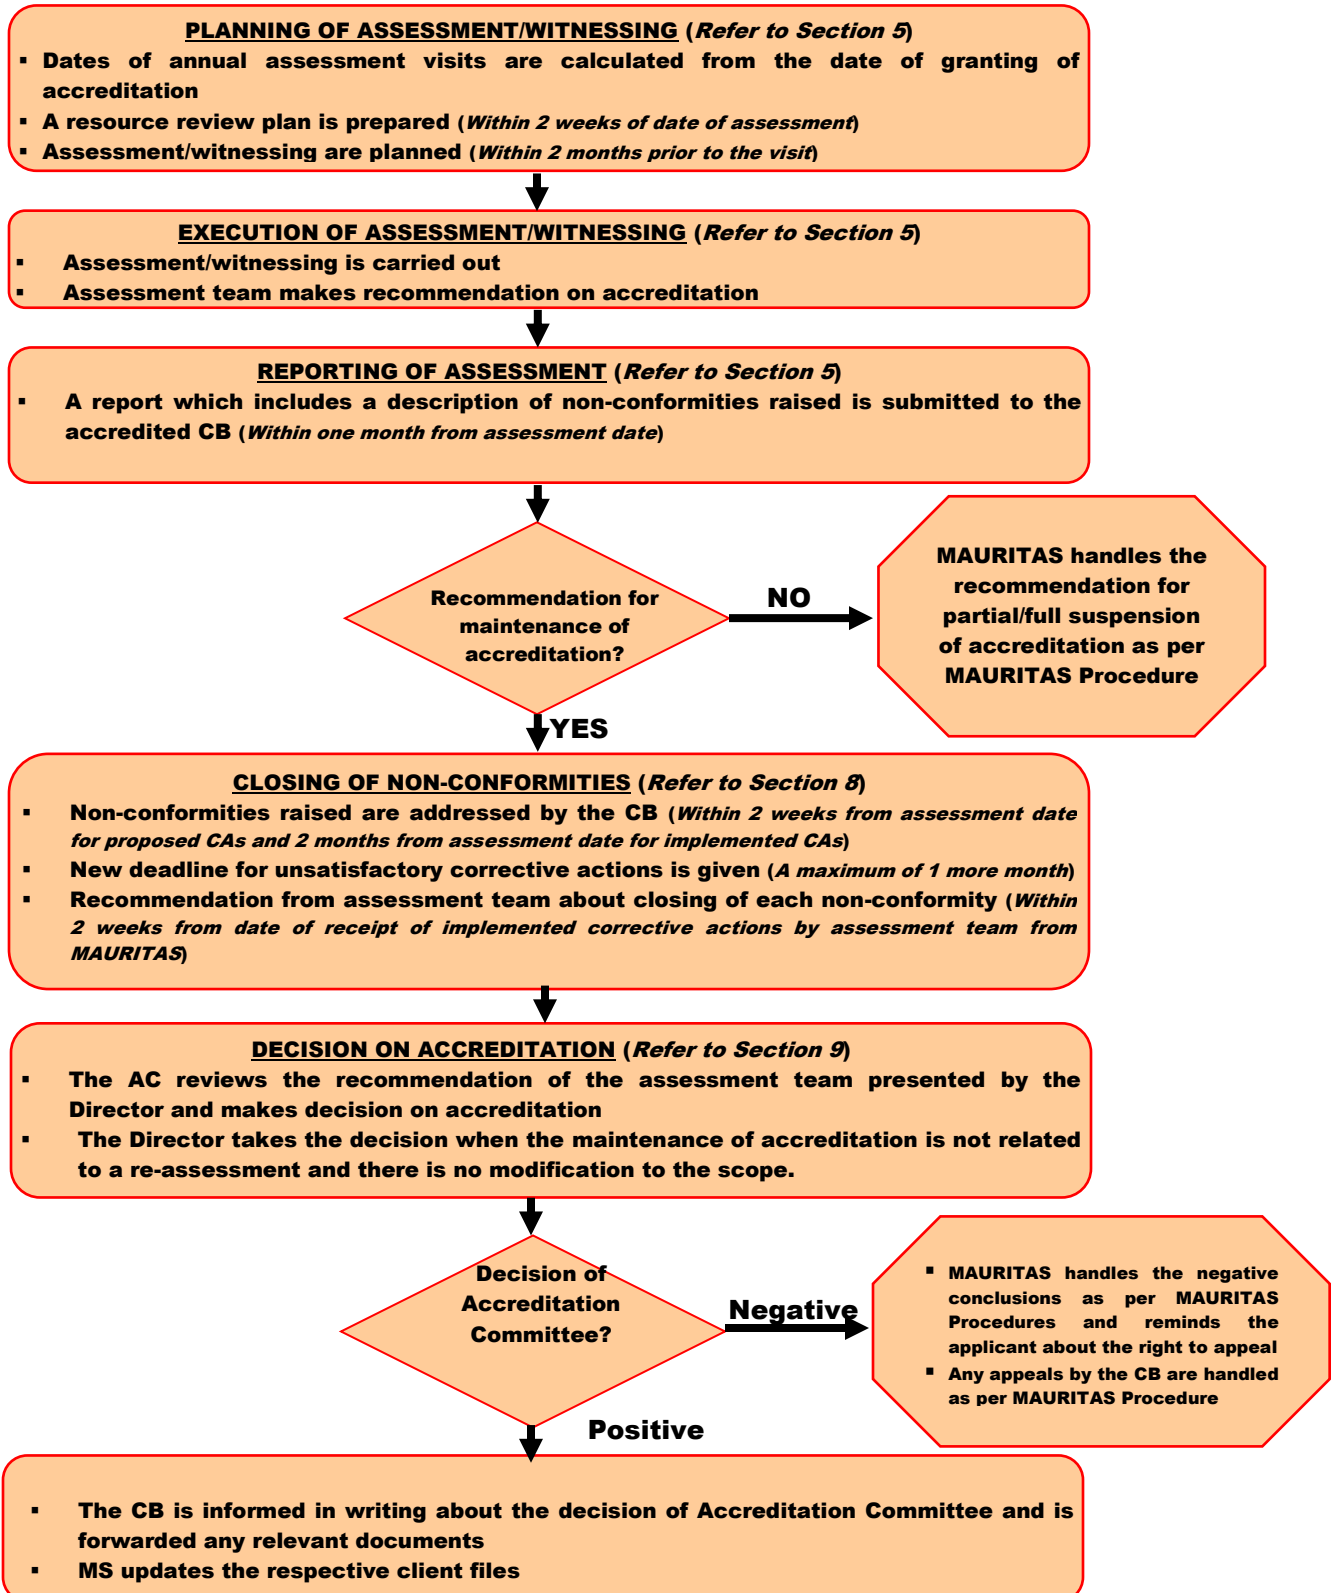 PLANNING OF ASSESSMENT/WITNESSING (Refer to Section 5)
▪ Dates of annual assessment visits are calculated from the date of granting of
accreditation
▪ A resource review plan is prepared (Within 2 weeks of date of assessment)
▪ Assessment/witnessing are planned (Within 2 months prior to the visit)
EXECUTION OF ASSESSMENT/WITNESSING (Refer to Section 5)
▪ Assessment/witnessing is carried out
▪ Assessment team makes recommendation on accreditation
REPORTING OF ASSESSMENT (Refer to Section 5)
▪ A report which includes a description of non-conformities raised is submitted to the
accredited CB (Within one month from assessment date)
Recommendation for
maintenance of
accreditation?
NO
MAURITAS handles the
recommendation for
partial/full suspension
of accreditation as per
MAURITAS Procedure
YES
CLOSING OF NON-CONFORMITIES (Refer to Section 8)
▪ Non-conformities raised are addressed by the CB (Within 2 weeks from assessment date
for proposed CAs and 2 months from assessment date for implemented CAs)
▪ New deadline for unsatisfactory corrective actions is given (A maximum of 1 more month)
▪ Recommendation from assessment team about closing of each non-conformity (Within
2 weeks from date of receipt of implemented corrective actions by assessment team from
MAURITAS)
DECISION ON ACCREDITATION (Refer to Section 9)
▪ The AC reviews the recommendation of the assessment team presented by the
Director and makes decision on accreditation
▪ The Director takes the decision when the maintenance of accreditation is not related
to a re-assessment and there is no modification to the scope.
Decision of
Accreditation
Committee?
Negative
▪ MAURITAS handles the negative
conclusions as per MAURITAS
Procedures and reminds the
applicant about the right to appeal
▪ Any appeals by the CB are handled
as per MAURITAS Procedure
Positive
▪ The CB is informed in writing about the decision of Accreditation Committee and is
forwarded any relevant documents
▪ MS updates the respective client files